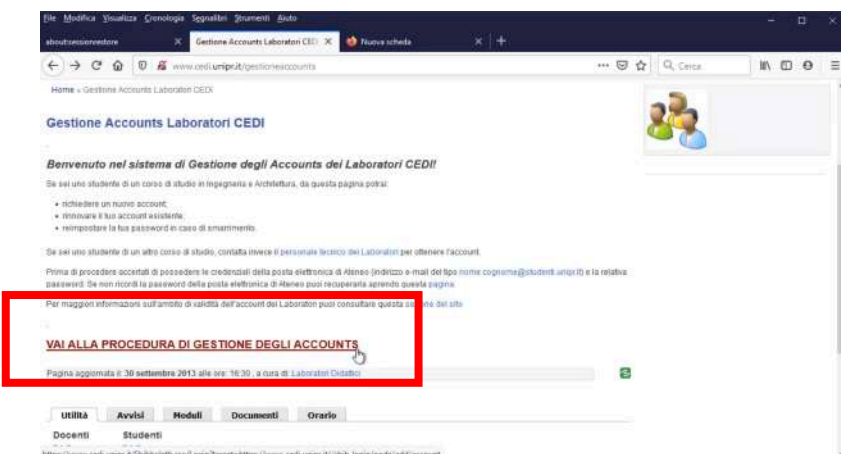 File Modifica Visualizza Cronologia Segnalibri Strumenti Aiuto
about:sessionrestore Gestione Accounts Laboratori CEDI Nuova scheda
www.cedi.unipr.it/gestioneaccounts Cerca
Home » Gestione Accounts Laboratori CEDI
Gestione Accounts Laboratori CEDI
Benvenuto nel sistema di Gestione degli Accounts dei Laboratori CEDI!
Se sei uno studente di un corso di studio in Ingegneria e Architettura, da questa pagina potrai:
• richiedere un nuovo account;
• rinnovare il tuo account esistente;
• reimpostare la tua password in caso di smarrimento.
Se sei uno studente di un altro corso di studio, contatta invece il personale tecnico dei Laboratori per ottenere l'account.
Prima di procedere accertati di possedere le credenziali della posta elettronica di Ateneo (indirizzo e-mail del tipo nome.cognome@studenti.unipr.it) e la relativa
password. Se non ricordi la password della posta elettronica di Ateneo puoi recuperarla aprendo questa pagina
Per maggiori informazioni sull'ambito di validità dell'account dei Laboratori puoi consultare questa sezione del sito
VAI ALLA PROCEDURA DI GESTIONE DEGLI ACCOUNTS
Pagina aggiornata il: 30 settembre 2013 alle ore: 16:30 , a cura di: Laboratori Didattici
Utilità Avvisi Moduli Documenti Orario
Docenti Studenti